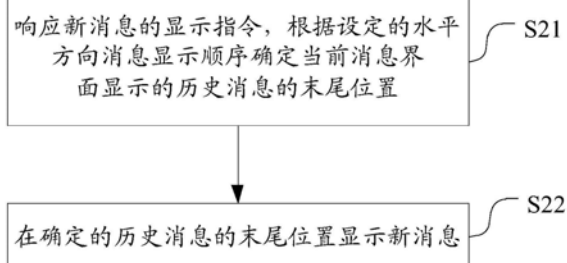 响应新消息的显示指令，根据设定的水平
方向消息显示顺序确定当前消息界
面显示的历史消息的末尾位置
S21
在确定的历史消息的末尾位置显示新消息
S22